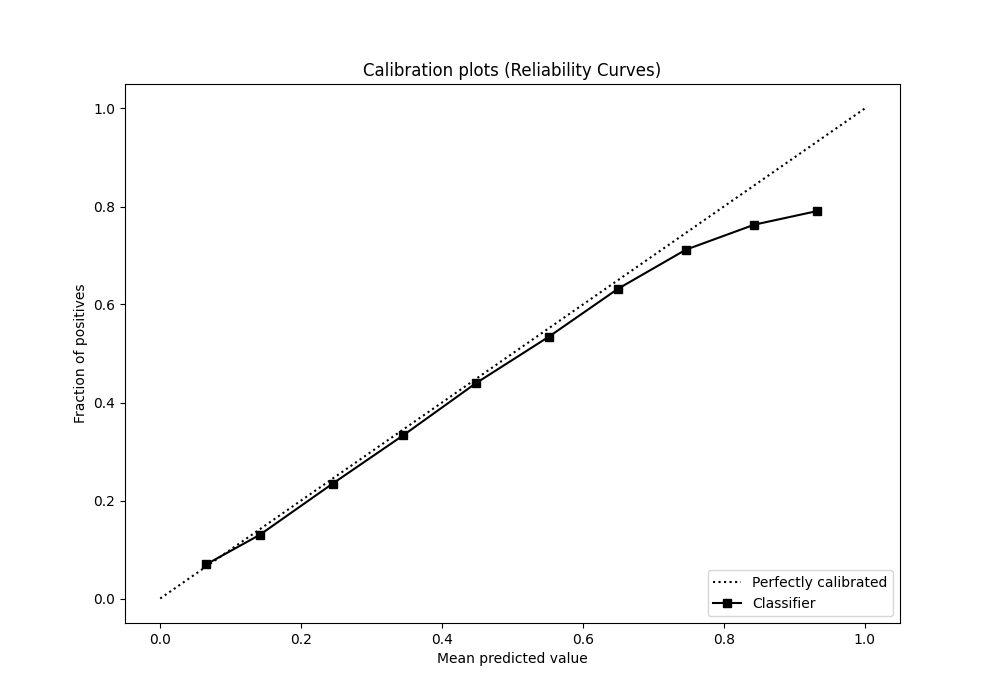 Calibration plots (Reliability Curves)
1.0
0.8
0.6
0.4
0.2
0.0
Fraction of positives
0.0 0.2 0.4 0.6 0.8 1.0
Mean predicted value
Perfectly calibrated
Classifier